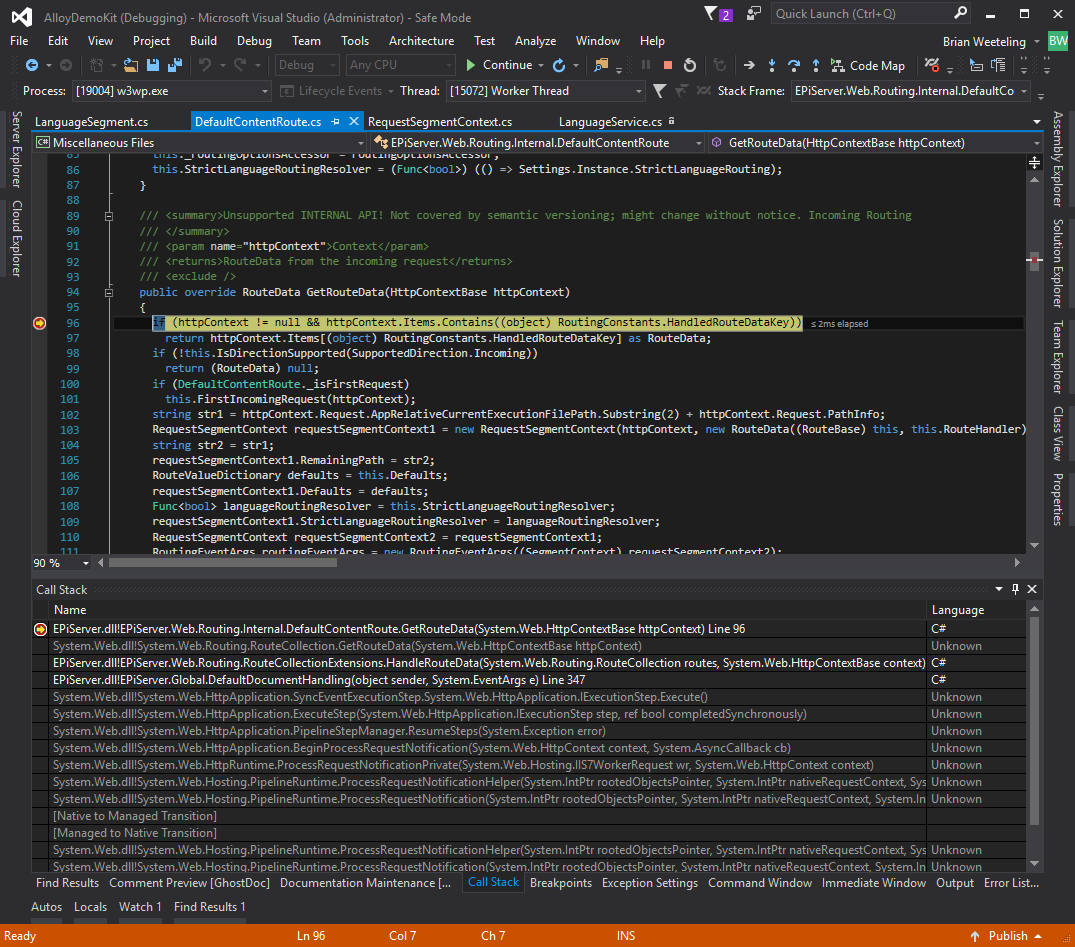 AlloyDemoKit (Debugging) - Microsoft Visual Studio (Administrator) - Safe Mode
2
Quick Launch (Ctrl+Q)
File Edit View Project Build Debug Team Tools Architecture Test Analyze Window Help
Brian Weeteling BW
Debug Any CPU Continue Code Map
Process: [19004] w3wp.exe Lifecycle Events Thread: [15072] Worker Thread Stack Frame: EPiServer.Web.Routing.Internal.DefaultCo
Server Explorer
Cloud Explorer
LanguageSegment.cs DefaultContentRoute.cs RequestSegmentContext.cs LanguageService.cs
C# Miscellaneous Files EPiServer.Web.Routing.Internal.DefaultContentRoute GetRouteData(HttpContextBase httpContext)
85 this._routingOptionsAccessor = routingOptionsAccessor;
86 this.StrictLanguageRoutingResolver = (Func<bool>) (() => Settings.Instance.StrictLanguageRouting);
87 }
88
89 /// <summary>Unsupported INTERNAL API! Not covered by semantic versioning; might change without notice. Incoming Routing
90 /// </summary>
91 /// <param name="httpContext">Context</param>
92 /// <returns>RouteData from the incoming request</returns>
93 /// <exclude />
94 public override RouteData GetRouteData(HttpContextBase httpContext)
95 {
96 if (httpContext != null && httpContext.Items.Contains((object) RoutingConstants.HandledRouteDataKey)) ≤ 2ms elapsed
97 return httpContext.Items[(object) RoutingConstants.HandledRouteDataKey] as RouteData;
98 if (!this.IsDirectionSupported(SupportedDirection.Incoming))
99 return (RouteData) null;
100 if (DefaultContentRoute._isFirstRequest)
101 this.FirstIncomingRequest(httpContext);
102 string str1 = httpContext.Request.AppRelativeCurrentExecutionFilePath.Substring(2) + httpContext.Request.PathInfo;
103 RequestSegmentContext requestSegmentContext1 = new RequestSegmentContext(httpContext, new RouteData((RouteBase) this, this.RouteHandler)
104 string str2 = str1;
105 requestSegmentContext1.RemainingPath = str2;
106 RouteValueDictionary defaults = this.Defaults;
107 requestSegmentContext1.Defaults = defaults;
108 Func<bool> languageRoutingResolver = this.StrictLanguageRoutingResolver;
109 requestSegmentContext1.StrictLanguageRoutingResolver = languageRoutingResolver;
110 RequestSegmentContext requestSegmentContext2 = requestSegmentContext1;
111 RoutingEventArgs routingEventArgs = new RoutingEventArgs((SegmentContext) requestSegmentContext2);
90 %
Assembly Explorer
Solution Explorer
Team Explorer
Class View
Properties
Call Stack
Name Language
EPiServer.dll!EPiServer.Web.Routing.Internal.DefaultContentRoute.GetRouteData(System.Web.HttpContextBase httpContext) Line 96 C#
System.Web.dll!System.Web.Routing.RouteCollection.GetRouteData(System.Web.HttpContextBase httpContext) Unknown
EPiServer.dll!EPiServer.Web.Routing.RouteCollectionExtensions.HandleRouteData(System.Web.Routing.RouteCollection routes, System.Web.HttpContextBase context) C#
EPiServer.dll!EPiServer.Global.DefaultDocumentHandling(object sender, System.EventArgs e) Line 347 C#
System.Web.dll!System.Web.HttpApplication.SyncEventExecutionStep.System.Web.HttpApplication.IExecutionStep.Execute() Unknown
System.Web.dll!System.Web.HttpApplication.ExecuteStep(System.Web.HttpApplication.IExecutionStep step, ref bool completedSynchronously) Unknown
System.Web.dll!System.Web.HttpApplication.PipelineStepManager.ResumeSteps(System.Exception error) Unknown
System.Web.dll!System.Web.HttpApplication.BeginProcessRequestNotification(System.Web.HttpContext context, System.AsyncCallback cb) Unknown
System.Web.dll!System.Web.HttpRuntime.ProcessRequestNotificationPrivate(System.Web.Hosting.IIS7WorkerRequest wr, System.Web.HttpContext context) Unknown
System.Web.dll!System.Web.Hosting.PipelineRuntime.ProcessRequestNotificationHelper(System.IntPtr rootedObjectsPointer, System.IntPtr nativeRequestContext, Sys Unknown
System.Web.dll!System.Web.Hosting.PipelineRuntime.ProcessRequestNotification(System.IntPtr rootedObjectsPointer, System.IntPtr nativeRequestContext, System.In Unknown
[Native to Managed Transition]
[Managed to Native Transition]
System.Web.dll!System.Web.Hosting.PipelineRuntime.ProcessRequestNotificationHelper(System.IntPtr rootedObjectsPointer, System.IntPtr nativeRequestContext, Sys Unknown
System.Web.dll!System.Web.Hosting.PipelineRuntime.ProcessRequestNotification(System.IntPtr rootedObjectsPointer, System.IntPtr nativeRequestContext, System.In Unknown
Find Results Comment Preview [GhostDoc] Documentation Maintenance [... Call Stack Breakpoints Exception Settings Command Window Immediate Window Output Error List...
Autos Locals Watch 1 Find Results 1
Ready Ln 96 Col 7 Ch 7 INS Publish